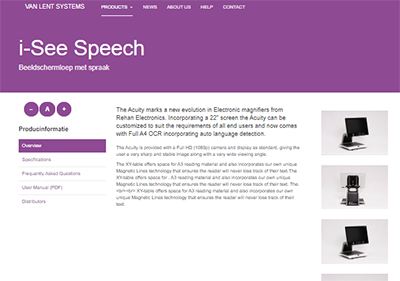 VAN LENT SYSTEMS
PRODUCTS
NEWS
ABOUT US
HELP
CONTACT
i-See Speech
Beeldschermloep met spraak
− A +
Producinformatie
Overview
Specifications
Frequently Asked Questions
User Manual (PDF)
Distributors
The Acuity marks a new evolution in Electronic magnifiers from
Rehan Electronics. Incorporating a 22" screen the Acuity can be
customized to suit the requirements of all end users and now comes
with Full A4 OCR incorporating auto language detection.
The Acuity is provided with a Full HD (1080p) camera and display as standard, giving the
user a very sharp and stable image along with a very wide viewing angle.
The XY-table offers space for A3 reading material and also incorporates our own unique
Magnetic Lines technology that ensures the reader will never lose track of their text.The
XY-table offers space for . A3 reading material and also incorporates our own unique
Magnetic Lines technology that ensures the reader will never lose track of their text. The
<br><br> XY-table offers space for A3 reading material and also incorporates our own
unique Magnetic Lines technology that ensures the reader will never lose track of their
text.